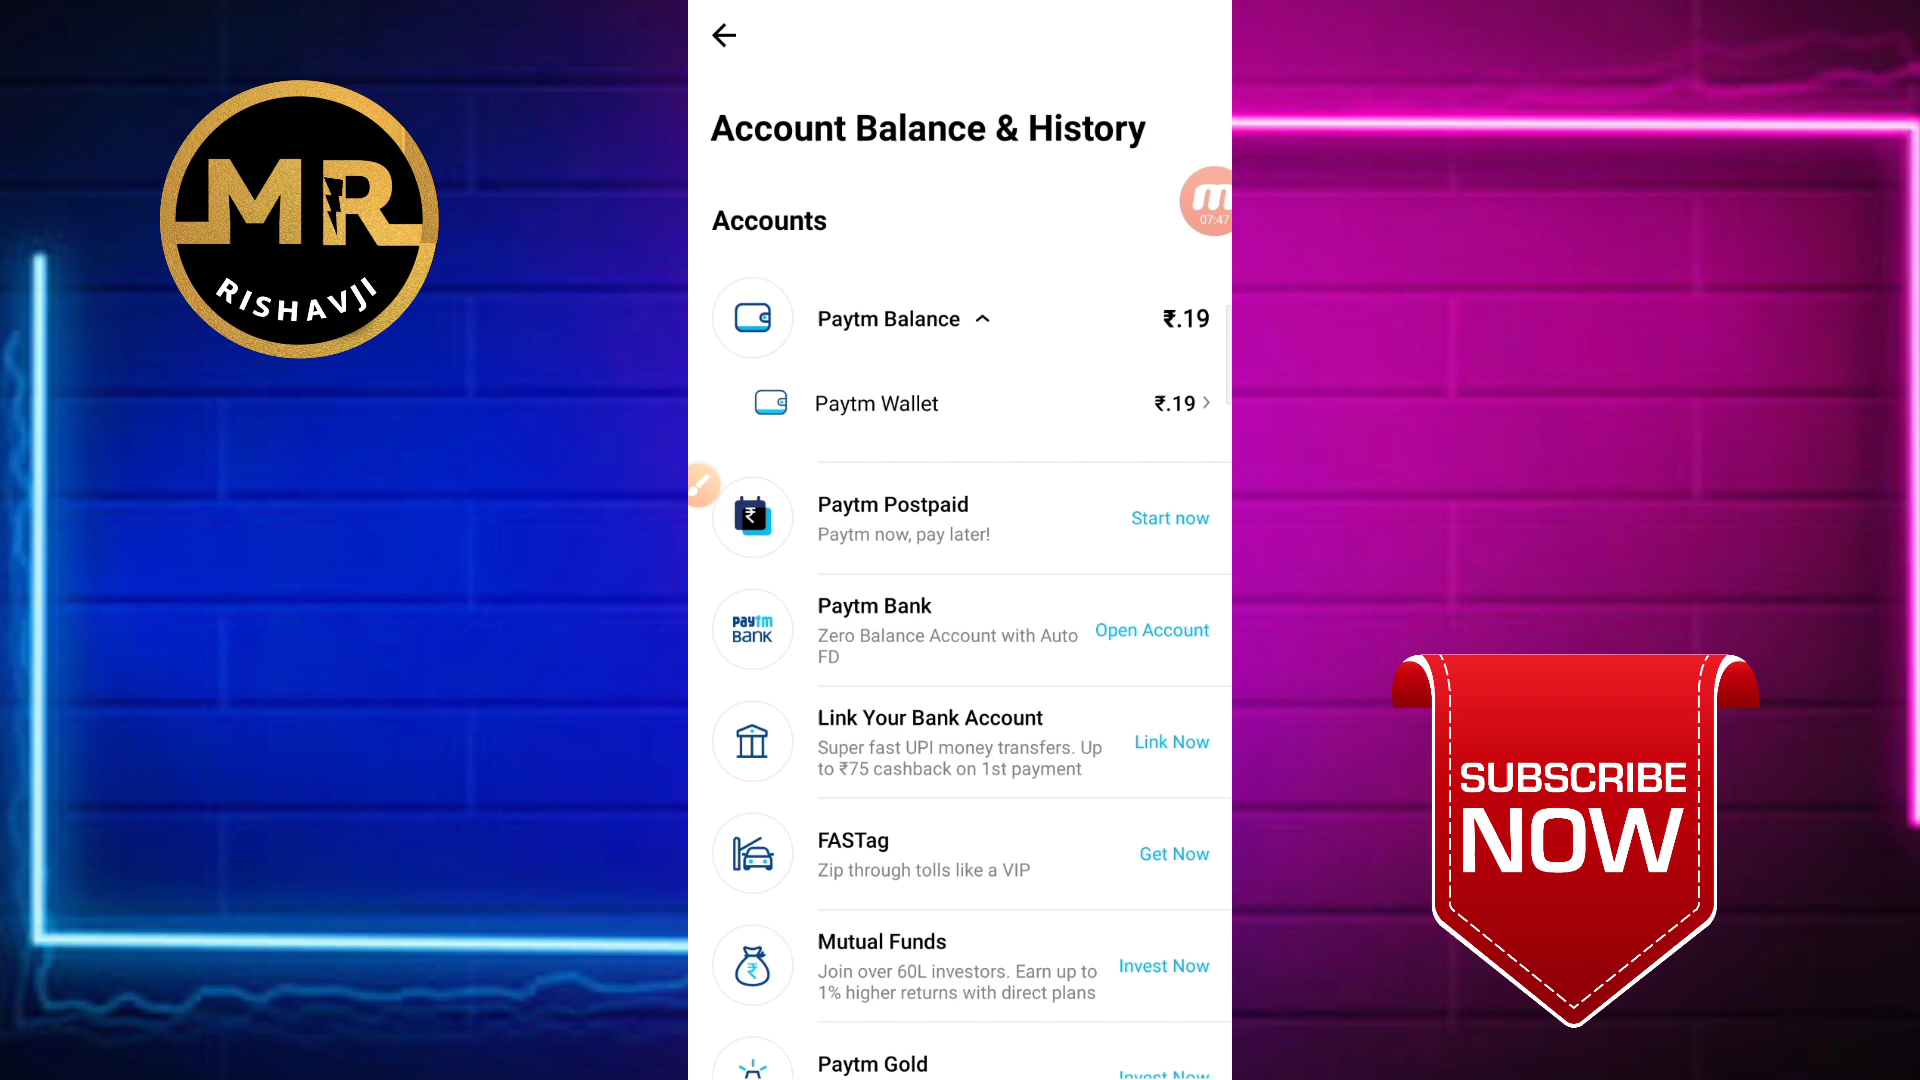 MR
RISHAVJI
Account Balance & History
07:47
Accounts
Paytm Balance
₹.19
Paytm Wallet
₹.19
₹
Paytm Postpaid
Paytm now, pay later!
Start now
paytm
BANK
Paytm Bank
Zero Balance Account with Auto
FD
Open Account
Link Your Bank Account
Super fast UPI money transfers. Up
to ₹75 cashback on 1st payment
Link Now
FASTag
Zip through tolls like a VIP
Get Now
₹
Mutual Funds
Join over 60L investors. Earn up to
1% higher returns with direct plans
Invest Now
Paytm Gold
Invest Now
SUBSCRIBE
NOW